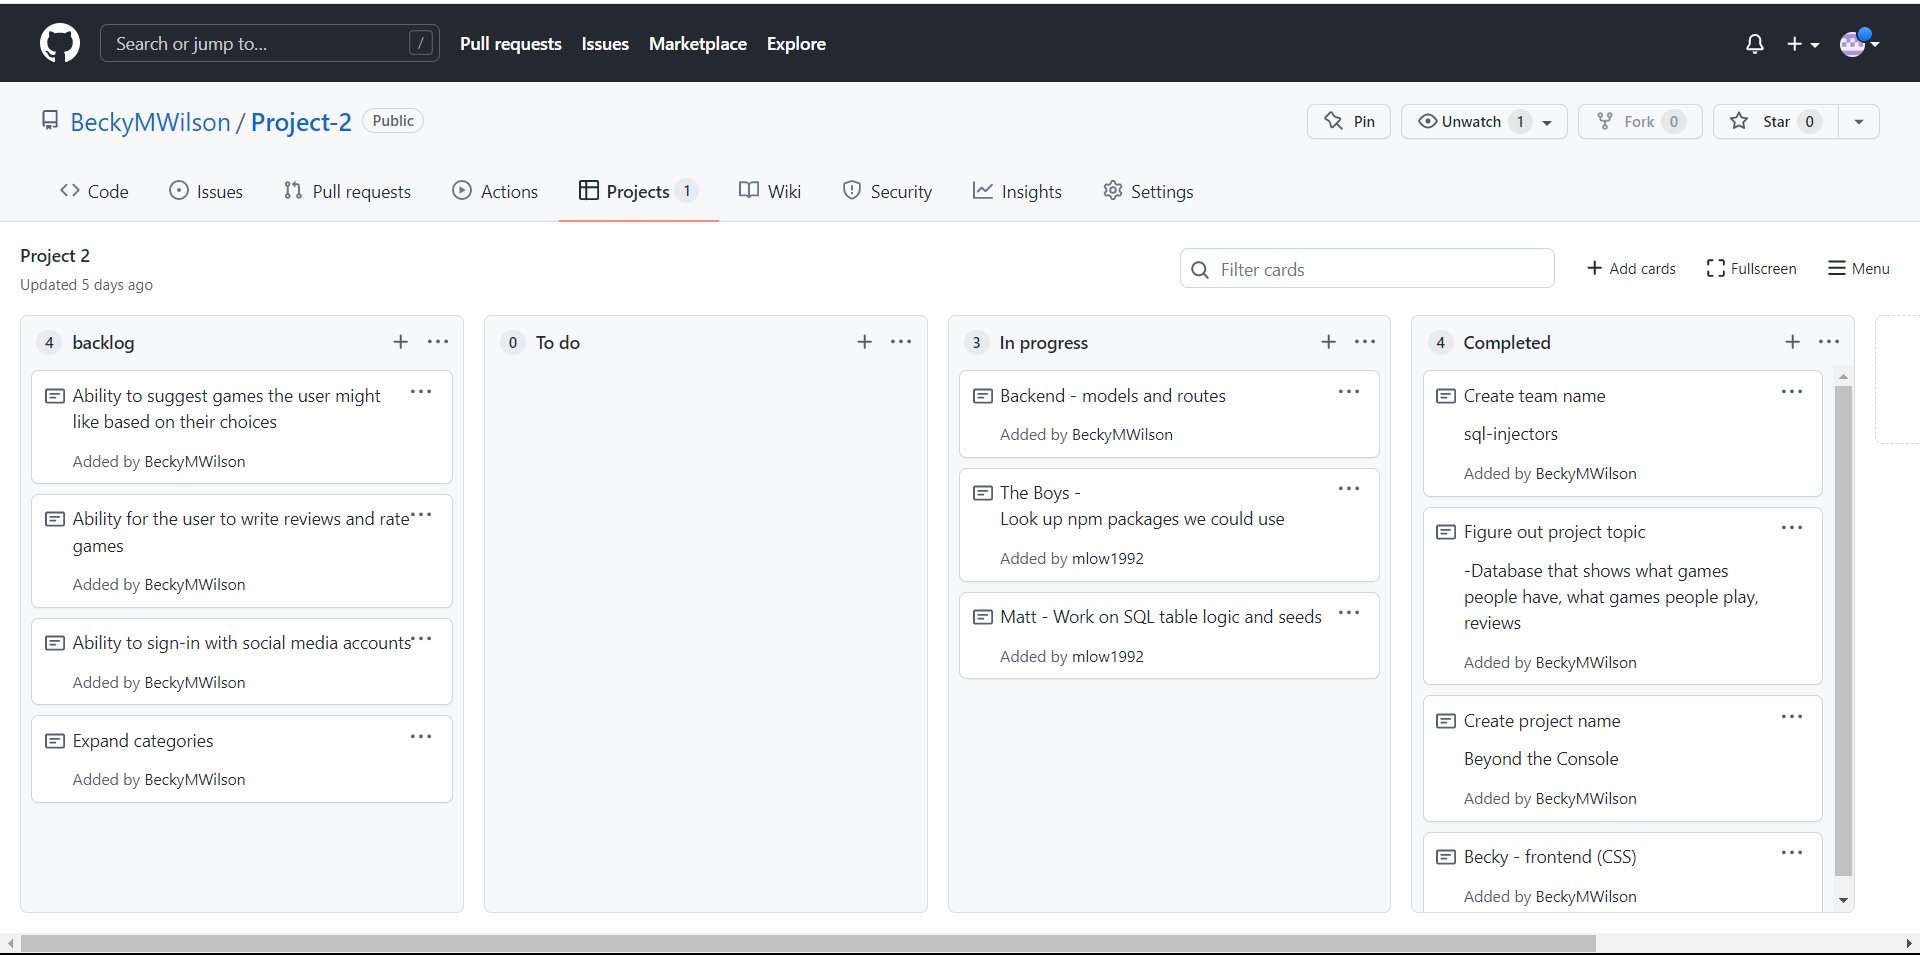 Search or jump to...
/
Pull requests
Issues
Marketplace
Explore
BeckyMWilson / Project-2
Public
Pin
Unwatch 1
Fork 0
Star 0
Code
Issues
Pull requests
Actions
Projects 1
Wiki
Security
Insights
Settings
Project 2
Updated 5 days ago
Filter cards
Add cards
Fullscreen
Menu
4 backlog
Ability to suggest games the user might
like based on their choices
Added by BeckyMWilson
Ability for the user to write reviews and rate
games
Added by BeckyMWilson
Ability to sign-in with social media accounts
Added by BeckyMWilson
Expand categories
Added by BeckyMWilson
0 To do
3 In progress
Backend - models and routes
Added by BeckyMWilson
The Boys -
Look up npm packages we could use
Added by mlow1992
Matt - Work on SQL table logic and seeds
Added by mlow1992
4 Completed
Create team name
sql-injectors
Added by BeckyMWilson
Figure out project topic
-Database that shows what games
people have, what games people play,
reviews
Added by BeckyMWilson
Create project name
Beyond the Console
Added by BeckyMWilson
Becky - frontend (CSS)
Added by BeckyMWilson